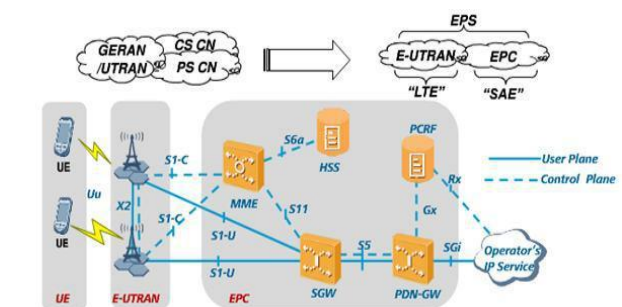 EPS
GERAN
/UTRAN
CS CN
PS CN
E-UTRAN
EPC
“LTE”
“SAE”
UE
UE
Uu
X2
S1-C
S1-C
S6a
HSS
MME
S11
S1-U
S1-U
PCRF
Rx
Gx
User Plane
Control Plane
S5
SGi
Operator's
IP Service
SGW
PDN-GW
UE
E-UTRAN
EPC